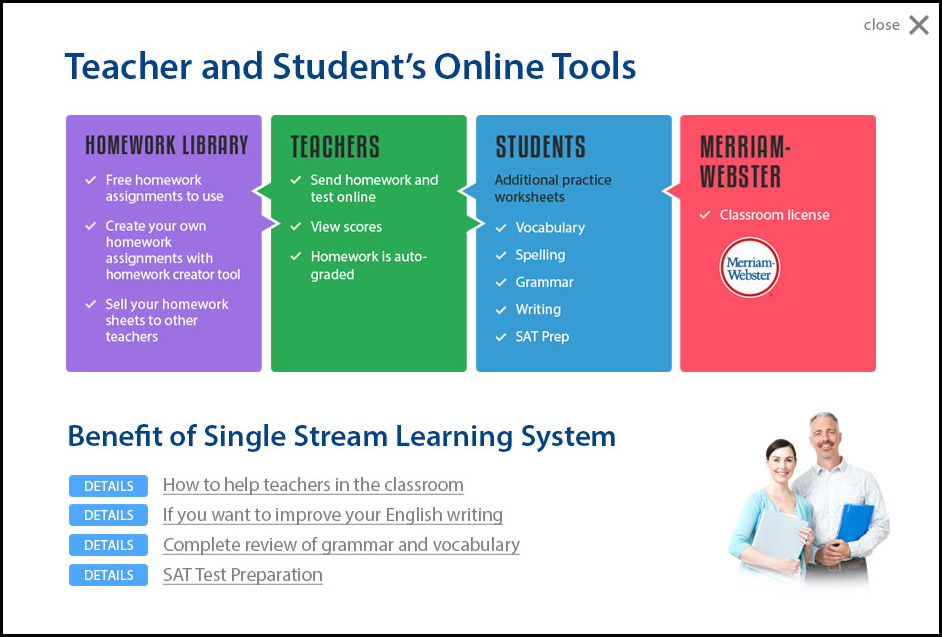 close
Teacher and Student's Online Tools
HOMEWORK LIBRARY
Free homework
assignments to use
Create your own
homework
assignments with
homework creator tool
Sell your homework
sheets to other
teachers
TEACHERS
Send homework and
test online
View scores
Homework is auto-
graded
STUDENTS
Additional practice
worksheets
Vocabulary
Spelling
Grammar
Writing
SAT Prep
MERRIAM-
WEBSTER
Classroom license
Merriam-
Webster
Benefit of Single Stream Learning System
DETAILS How to help teachers in the classroom
DETAILS If you want to improve your English writing
DETAILS Complete review of grammar and vocabulary
DETAILS SAT Test Preparation